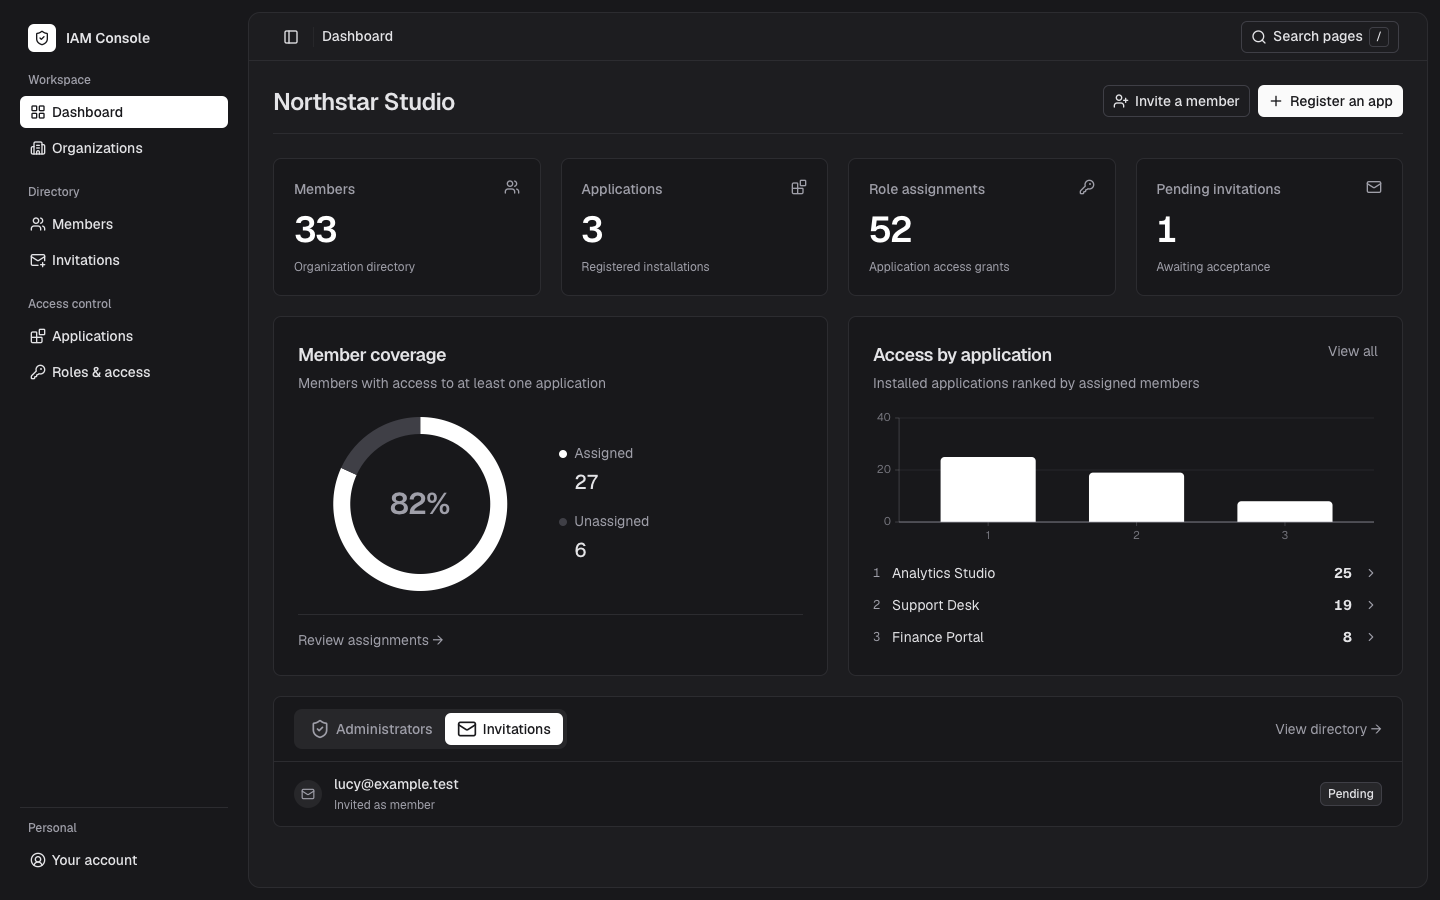 IAM Console
Workspace
Dashboard
Organizations
Directory
Members
Invitations
Access control
Applications
Roles & access
Personal
Your account
Dashboard
Search pages /
Northstar Studio
Invite a member
Register an app
Members
33
Organization directory
Applications
3
Registered installations
Role assignments
52
Application access grants
Pending invitations
1
Awaiting acceptance
Member coverage
Members with access to at least one application
82%
Assigned
27
Unassigned
6
Review assignments →
Access by application
View all
Installed applications ranked by assigned members
40
20
0
1 2 3
1 Analytics Studio 25
2 Support Desk 19
3 Finance Portal 8
Administrators
Invitations
View directory →
lucy@example.test
Invited as member
Pending